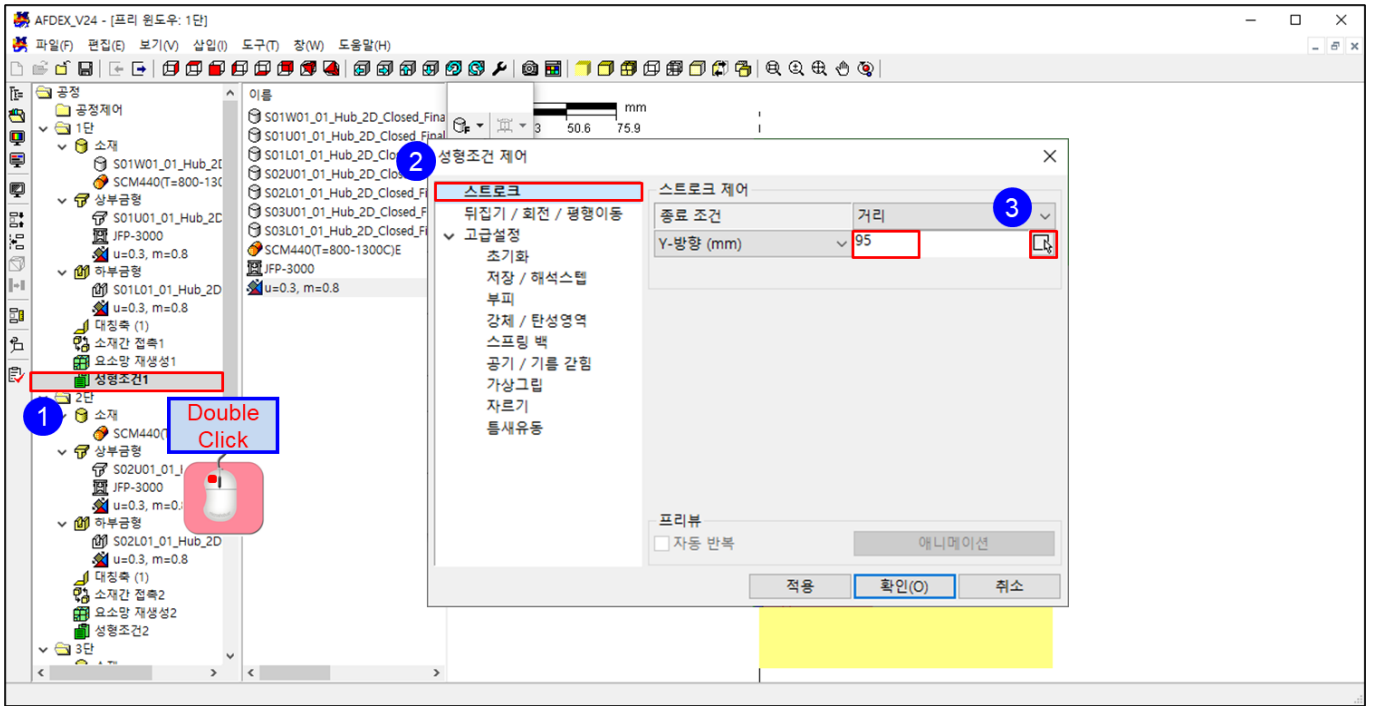 AFDEX_V24 - [프리 윈도우: 1단]
파일(F) 편집(E) 보기(V) 삽입(I) 도구(T) 창(W) 도움말(H)
공정
공정제어
1단
소재
S01W01_01_Hub_2D
SCM440(T=800-130
상부금형
S01U01_01_Hub_2D
JFP-3000
u=0.3, m=0.8
하부금형
S01L01_01_Hub_2D
u=0.3, m=0.8
대칭축 (1)
소재간 접촉1
요소망 재생성1
성형조건1
2단
소재
SCM440(
상부금형
S02U01_01_
JFP-3000
u=0.3, m=0.
하부금형
S02L01_01_Hub_2D
u=0.3, m=0.8
대칭축 (1)
소재간 접촉2
요소망 재생성2
성형조건2
3단
1
Double
Click
이름
S01W01_01_Hub_2D_Closed_Fina
S01U01_01_Hub_2D_Closed_Final
S01L01_01_Hub_2D_Clo
S02U01_01_Hub_2D_Clos
S02L01_01_Hub_2D_Closed_Fi
S03U01_01_Hub_2D_Closed_F
S03L01_01_Hub_2D_Closed_Fi
SCM440(T=800-1300C)E
JFP-3000
u=0.3, m=0.8
mm
3 50.6 75.9
2
성형조건 제어
스트로크
뒤집기 / 회전 / 평행이동
고급설정
초기화
저장 / 해석스텝
부피
강체 / 탄성영역
스프링 백
공기 / 기름 갇힘
가상그립
자르기
틈새유동
스트로크 제어
종료 조건 거리
3
Y-방향 (mm) 95
프리뷰
자동 반복 애니메이션
적용 확인(O) 취소